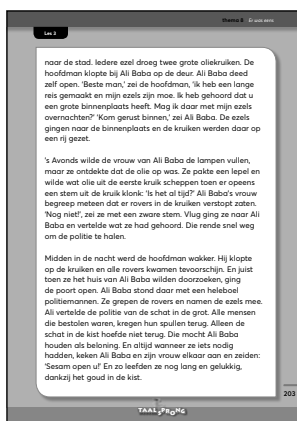 thema 8 Er was eens
Les 3
naar de stad. Iedere ezel droeg twee grote oliekruiken. De
hoofdman klopte bij Ali Baba op de deur. Ali Baba deed
zelf open. 'Beste man,' zei de hoofdman, 'ik heb een lange
reis gemaakt en mijn ezels zijn moe. Ik heb gehoord dat u
een grote binnenplaats heeft. Mag ik daar met mijn ezels
overnachten?' 'Kom gerust binnen,' zei Ali Baba. De ezels
gingen naar de binnenplaats en de kruiken werden daar op
een rij gezet.
's Avonds wilde de vrouw van Ali Baba de lampen vullen,
maar ze ontdekte dat de olie op was. Ze pakte een lepel en
wilde wat olie uit de eerste kruik scheppen toen er opeens
een stem uit de kruik klonk: 'Is het al tijd?' Ali Baba's vrouw
begreep meteen dat er rovers in de kruiken verstopt zaten.
'Nog niet!', zei ze met een zware stem. Vlug ging ze naar Ali
Baba en vertelde wat ze had gehoord. Die rende snel weg
om de politie te halen.
Midden in de nacht werd de hoofdman wakker. Hij klopte
op de kruiken en alle rovers kwamen tevoorschijn. En juist
toen ze het huis van Ali Baba wilden doorzoeken, ging
de poort open. Ali Baba stond daar met een heleboel
politiemannen. Ze grepen de rovers en namen de ezels mee.
Ali vertelde de politie van de schat in de grot. Alle mensen
die bestolen waren, kregen hun spullen terug. Alleen de
schat in de kist hoefde niet terug. Die mocht Ali Baba
houden als beloning. En altijd wanneer ze iets nodig
hadden, keken Ali Baba en zijn vrouw elkaar aan en zeiden:
'Sesam open u!' En zo leefden ze nog lang en gelukkig,
dankzij het goud in de kist.
203
TAALSPRONG